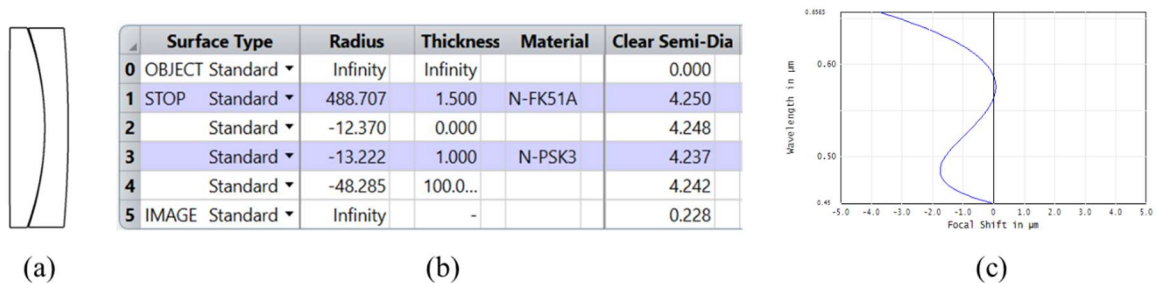 Surface Type Radius Thickness Material Clear Semi-Dia
0 OBJECT Standard Infinity Infinity 0.000
1 STOP Standard 488.707 1.500 N-FK51A 4.250
2 Standard -12.370 0.000 4.248
3 Standard -13.222 1.000 N-PSK3 4.237
4 Standard -48.285 100.0... 4.242
5 IMAGE Standard Infinity - 0.228
0.6563
0.60
0.50
0.45
Wavelength in µm
-5.0 -4.0 -3.0 -2.0 -1.0 0 1.0 2.0 3.0 4.0 5.0
Focal Shift in µm
(a) (b) (c)